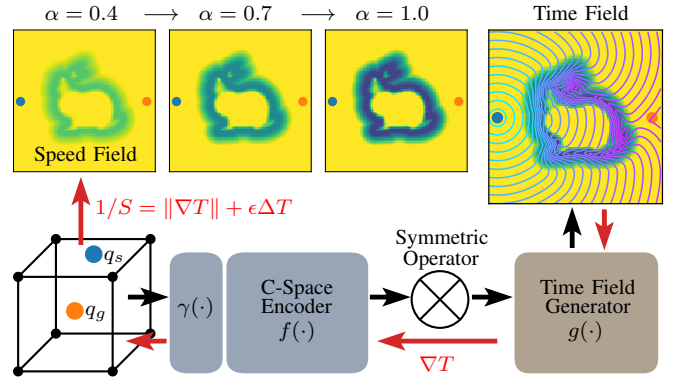 α = 0.4 → α = 0.7 → α = 1.0
Time Field
Speed Field
1/S = ‖∇T‖ + ϵΔT
q_s
q_g
γ(·)
C-Space
Encoder
f(·)
Symmetric
Operator
Time Field
Generator
g(·)
∇T